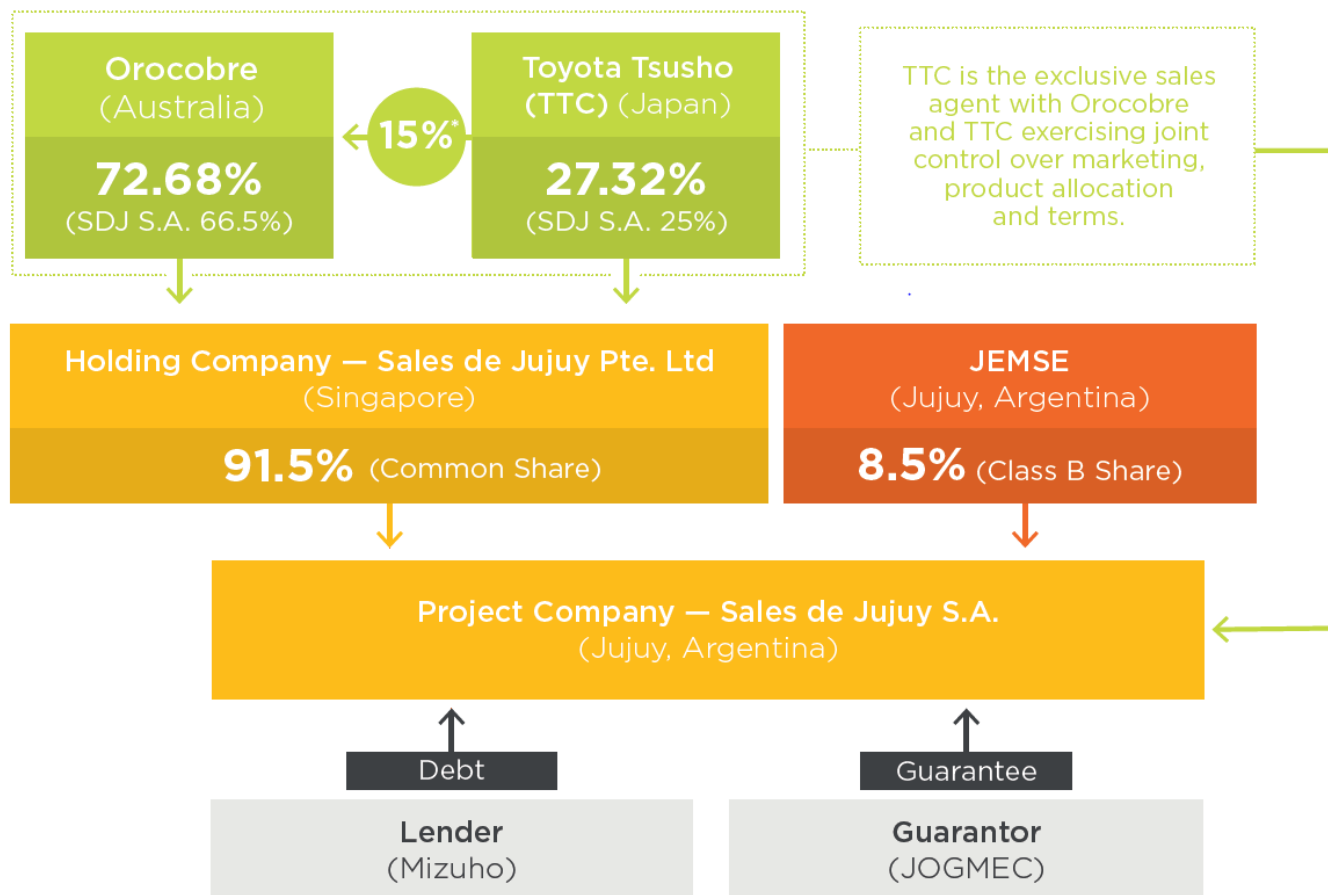 Orocobre
(Australia)
72.68%
(SDJ S.A. 66.5%)
15%*
Toyota Tsusho
(TTC) (Japan)
27.32%
(SDJ S.A. 25%)
TTC is the exclusive sales
agent with Orocobre
and TTC exercising joint
control over marketing,
product allocation
and terms.
Holding Company — Sales de Jujuy Pte. Ltd
(Singapore)
91.5% (Common Share)
JEMSE
(Jujuy, Argentina)
8.5% (Class B Share)
Project Company — Sales de Jujuy S.A.
(Jujuy, Argentina)
Debt
Lender
(Mizuho)
Guarantee
Guarantor
(JOGMEC)